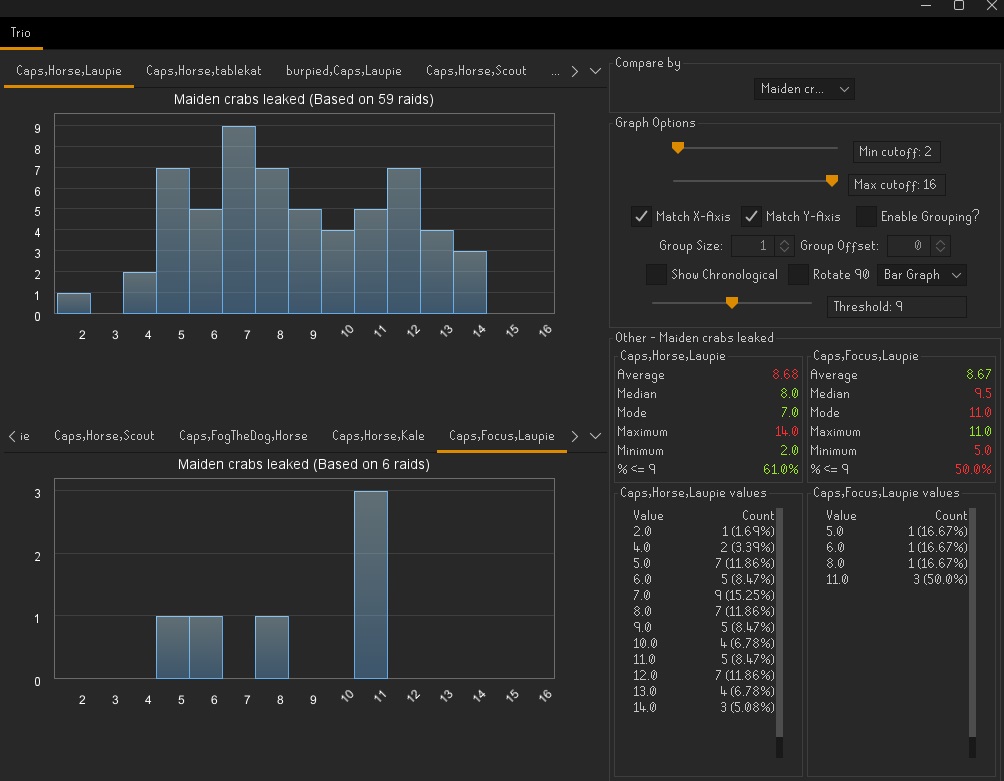 Trio
Caps,Horse,Laupie Caps,Horse,tablekat burpied,Caps,Laupie Caps,Horse,Scout ...
Maiden crabs leaked (Based on 59 raids)
9
8
7
6
5
4
3
2
1
0
2 3 4 5 6 7 8 9 10 11 12 13 14 15 16
ie Caps,Horse,Scout Caps,FogTheDog,Horse Caps,Horse,Kale Caps,Focus,Laupie
Maiden crabs leaked (Based on 6 raids)
3
2
1
0
2 3 4 5 6 7 8 9 10 11 12 13 14 15 16
Compare by
Maiden cr...
Graph Options
Min cutoff: 2
Max cutoff: 16
Match X-Axis Match Y-Axis Enable Grouping?
Group Size: 1 Group Offset: 0
Show Chronological Rotate 90 Bar Graph
Threshold: 9
Other - Maiden crabs leaked
Caps,Horse,Laupie
Average 8.68
Median 8.0
Mode 7.0
Maximum 14.0
Minimum 2.0
% <= 9 61.0%
Caps,Focus,Laupie
Average 8.67
Median 9.5
Mode 11.0
Maximum 11.0
Minimum 5.0
% <= 9 50.0%
Caps,Horse,Laupie values
Value Count
2.0 1 (1.69%)
4.0 2 (3.39%)
5.0 7 (11.86%)
6.0 5 (8.47%)
7.0 9 (15.25%)
8.0 7 (11.86%)
9.0 5 (8.47%)
10.0 4 (6.78%)
11.0 5 (8.47%)
12.0 7 (11.86%)
13.0 4 (6.78%)
14.0 3 (5.08%)
Caps,Focus,Laupie values
Value Count
5.0 1 (16.67%)
6.0 1 (16.67%)
8.0 1 (16.67%)
11.0 3 (50.0%)